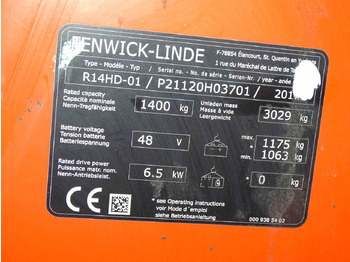 FENWICK-LINDE
F-78854 Élancourt, St. Quentin en
1 rue du Maréchal de Lattre de
Type - Modèle - Typ / Serial no - No de série - Serien-Nr / year - année
R14HD-01 / P21120H03701 / 201
Rated capacity
Capacité nominale
Nenn-Tragfähigkeit
1400 kg
Unladen mass
Masse à vide
Leergewicht
3029 kg
Battery voltage
Tension batterie
Batteriespannung
48 V
max. * 1175 kg
min. * 1063 kg
Rated drive power
Puissance motr. nom.
Nenn-Antriebsleist.
6.5 kW
* 0 kg
CE
* see Operating instructions
voir Mode d'emploi
siehe Betriebsanleitung
000 938 54 02